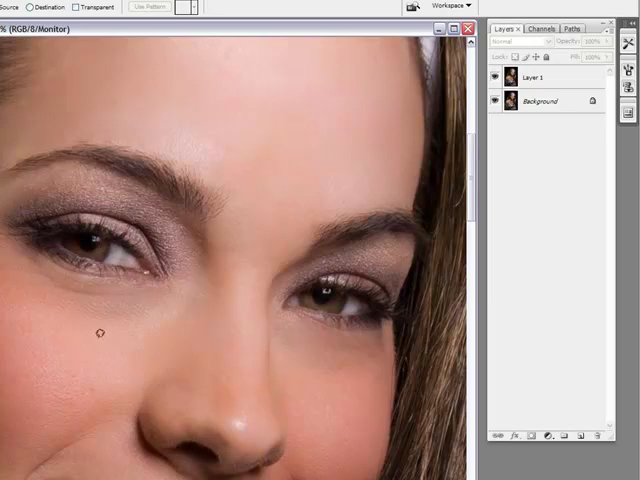 Source Destination Transparent Use Pattern Workspace
% (RGB/8/Monitor)
Layers Channels Paths
Normal Opacity: 100%
Lock: Fill: 100%
Layer 1
Background
fx